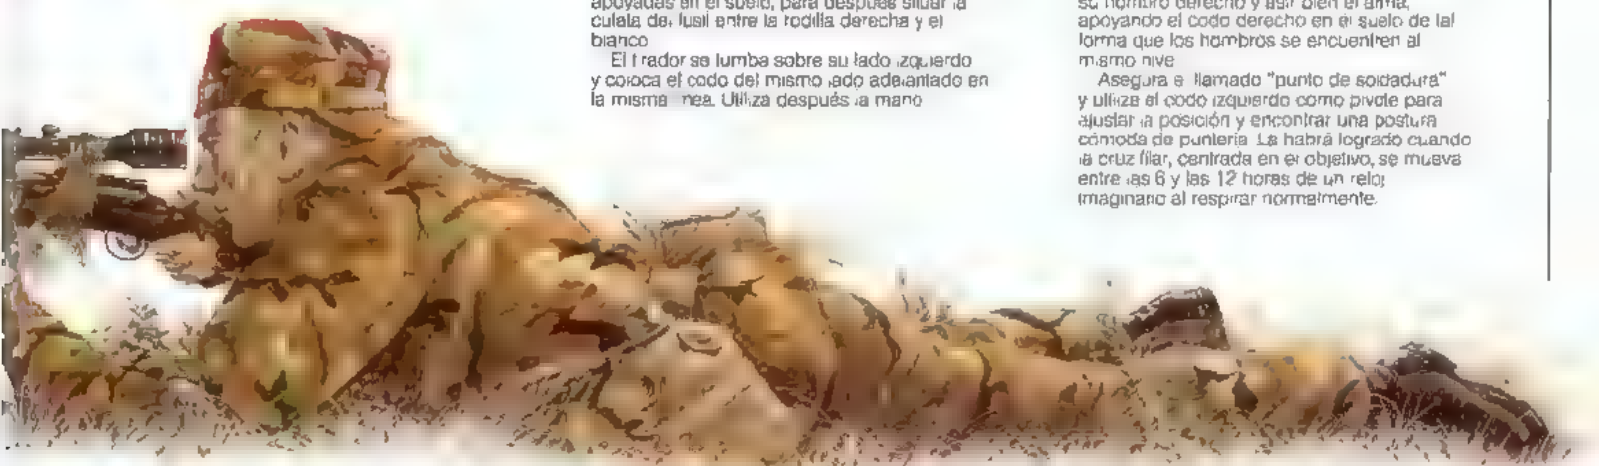 apoyadas en el suelo, para después situar la
culata del fusil entre la rodilla derecha y el
blanco
El t rador se tumba sobre su lado izquierdo
y coloca el codo del mismo lado adelantado en
la misma nea. Utiliza después la mano
su hombro derecho y asir bien el arma,
apoyando el codo derecho en el suelo de tal
forma que los hombros se encuentren al
mismo nive
Asegura e llamado "punto de soldadura"
y utiliza el codo izquierdo como pivote para
ajustar la posición y encontrar una postura
cómoda de puntería La habrá logrado cuando
la cruz filar, centrada en el objetivo, se mueva
entre las 6 y las 12 horas de un reloj
imaginario al respirar normalmente.